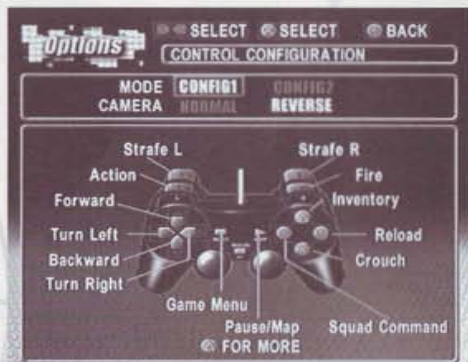 Options
SELECT SELECT BACK
CONTROL CONFIGURATION
MODE CONFIG1 CONFIG2
CAMERA NORMAL REVERSE
Strafe L Strafe R
Action Fire
Forward Inventory
Turn Left Reload
Backward Crouch
Turn Right
Game Menu
Pause/Map Squad Command
FOR MORE